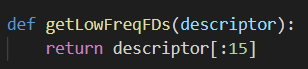 def getLowFreqFDs(descriptor):
    return descriptor[:15]